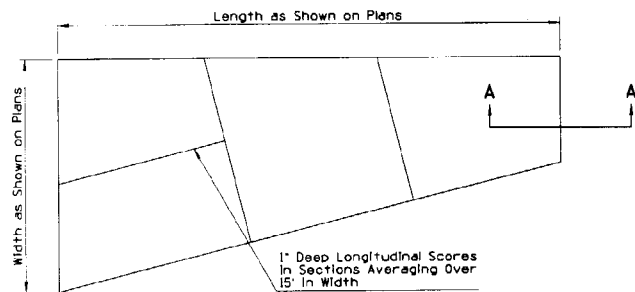 Length as Shown on Plans
Width as Shown on Plans
A
A
1" Deep Longitudinal Scores
in Sections Averaging Over
15' in Width